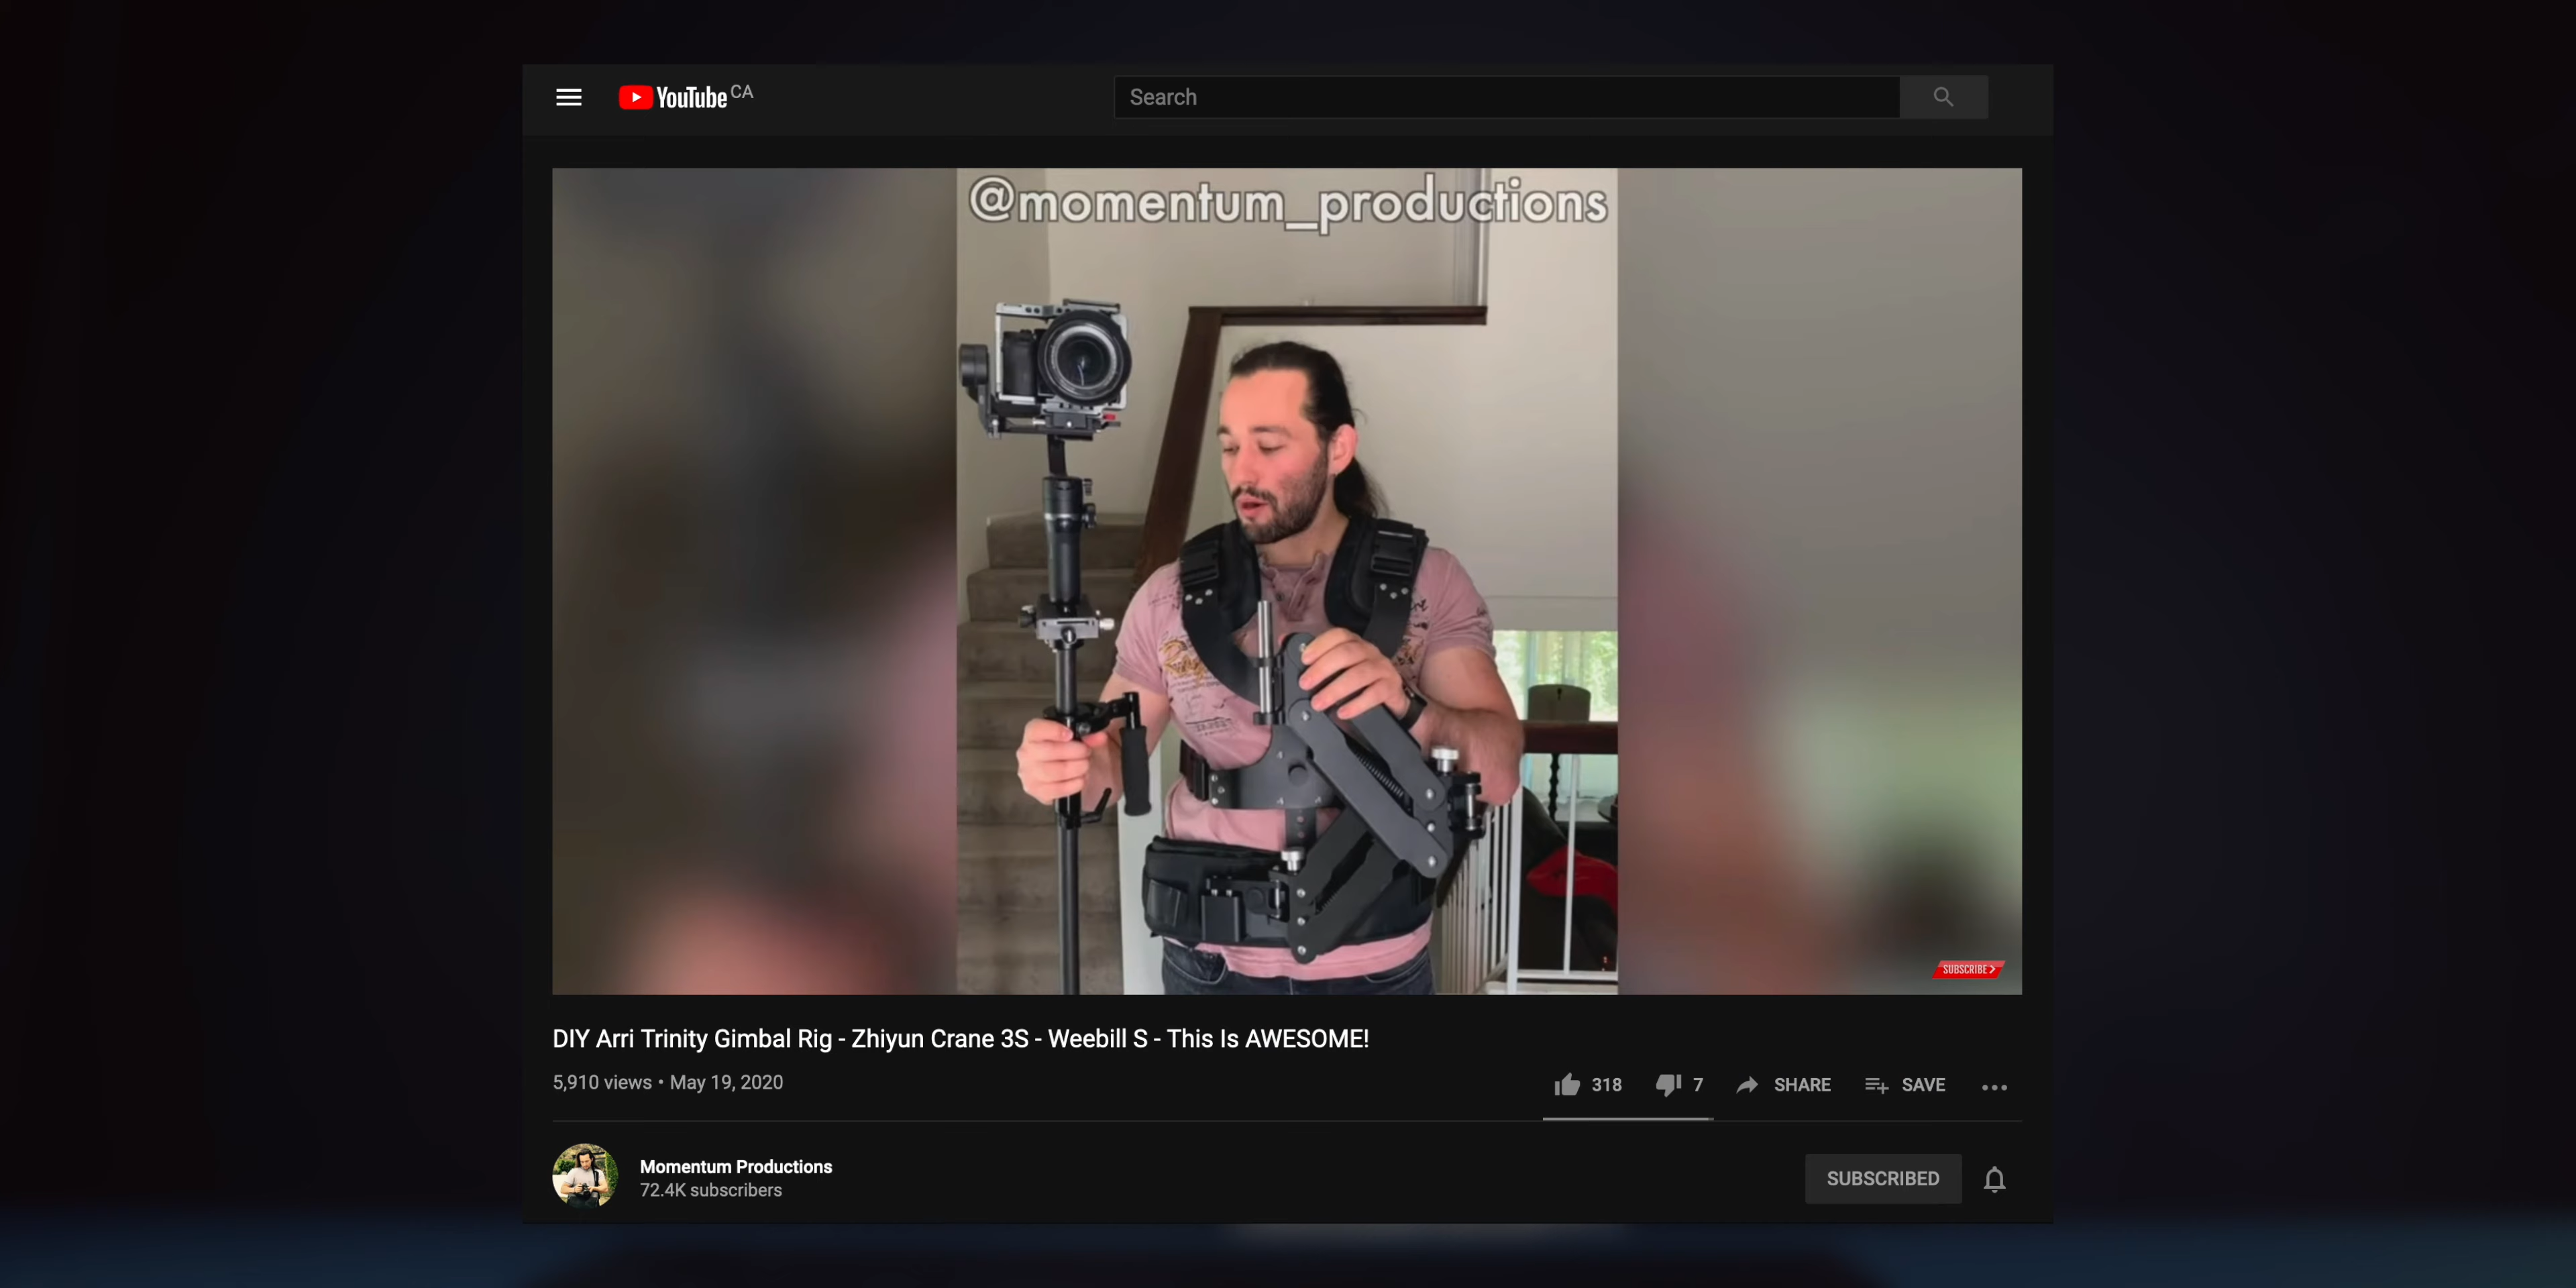 YouTube CA
Search
@momentum_productions
SUBSCRIBE
DIY Arri Trinity Gimbal Rig - Zhiyun Crane 3S - Weebill S - This Is AWESOME!
5,910 views • May 19, 2020
318
7
SHARE
SAVE
Momentum Productions
72.4K subscribers
SUBSCRIBED